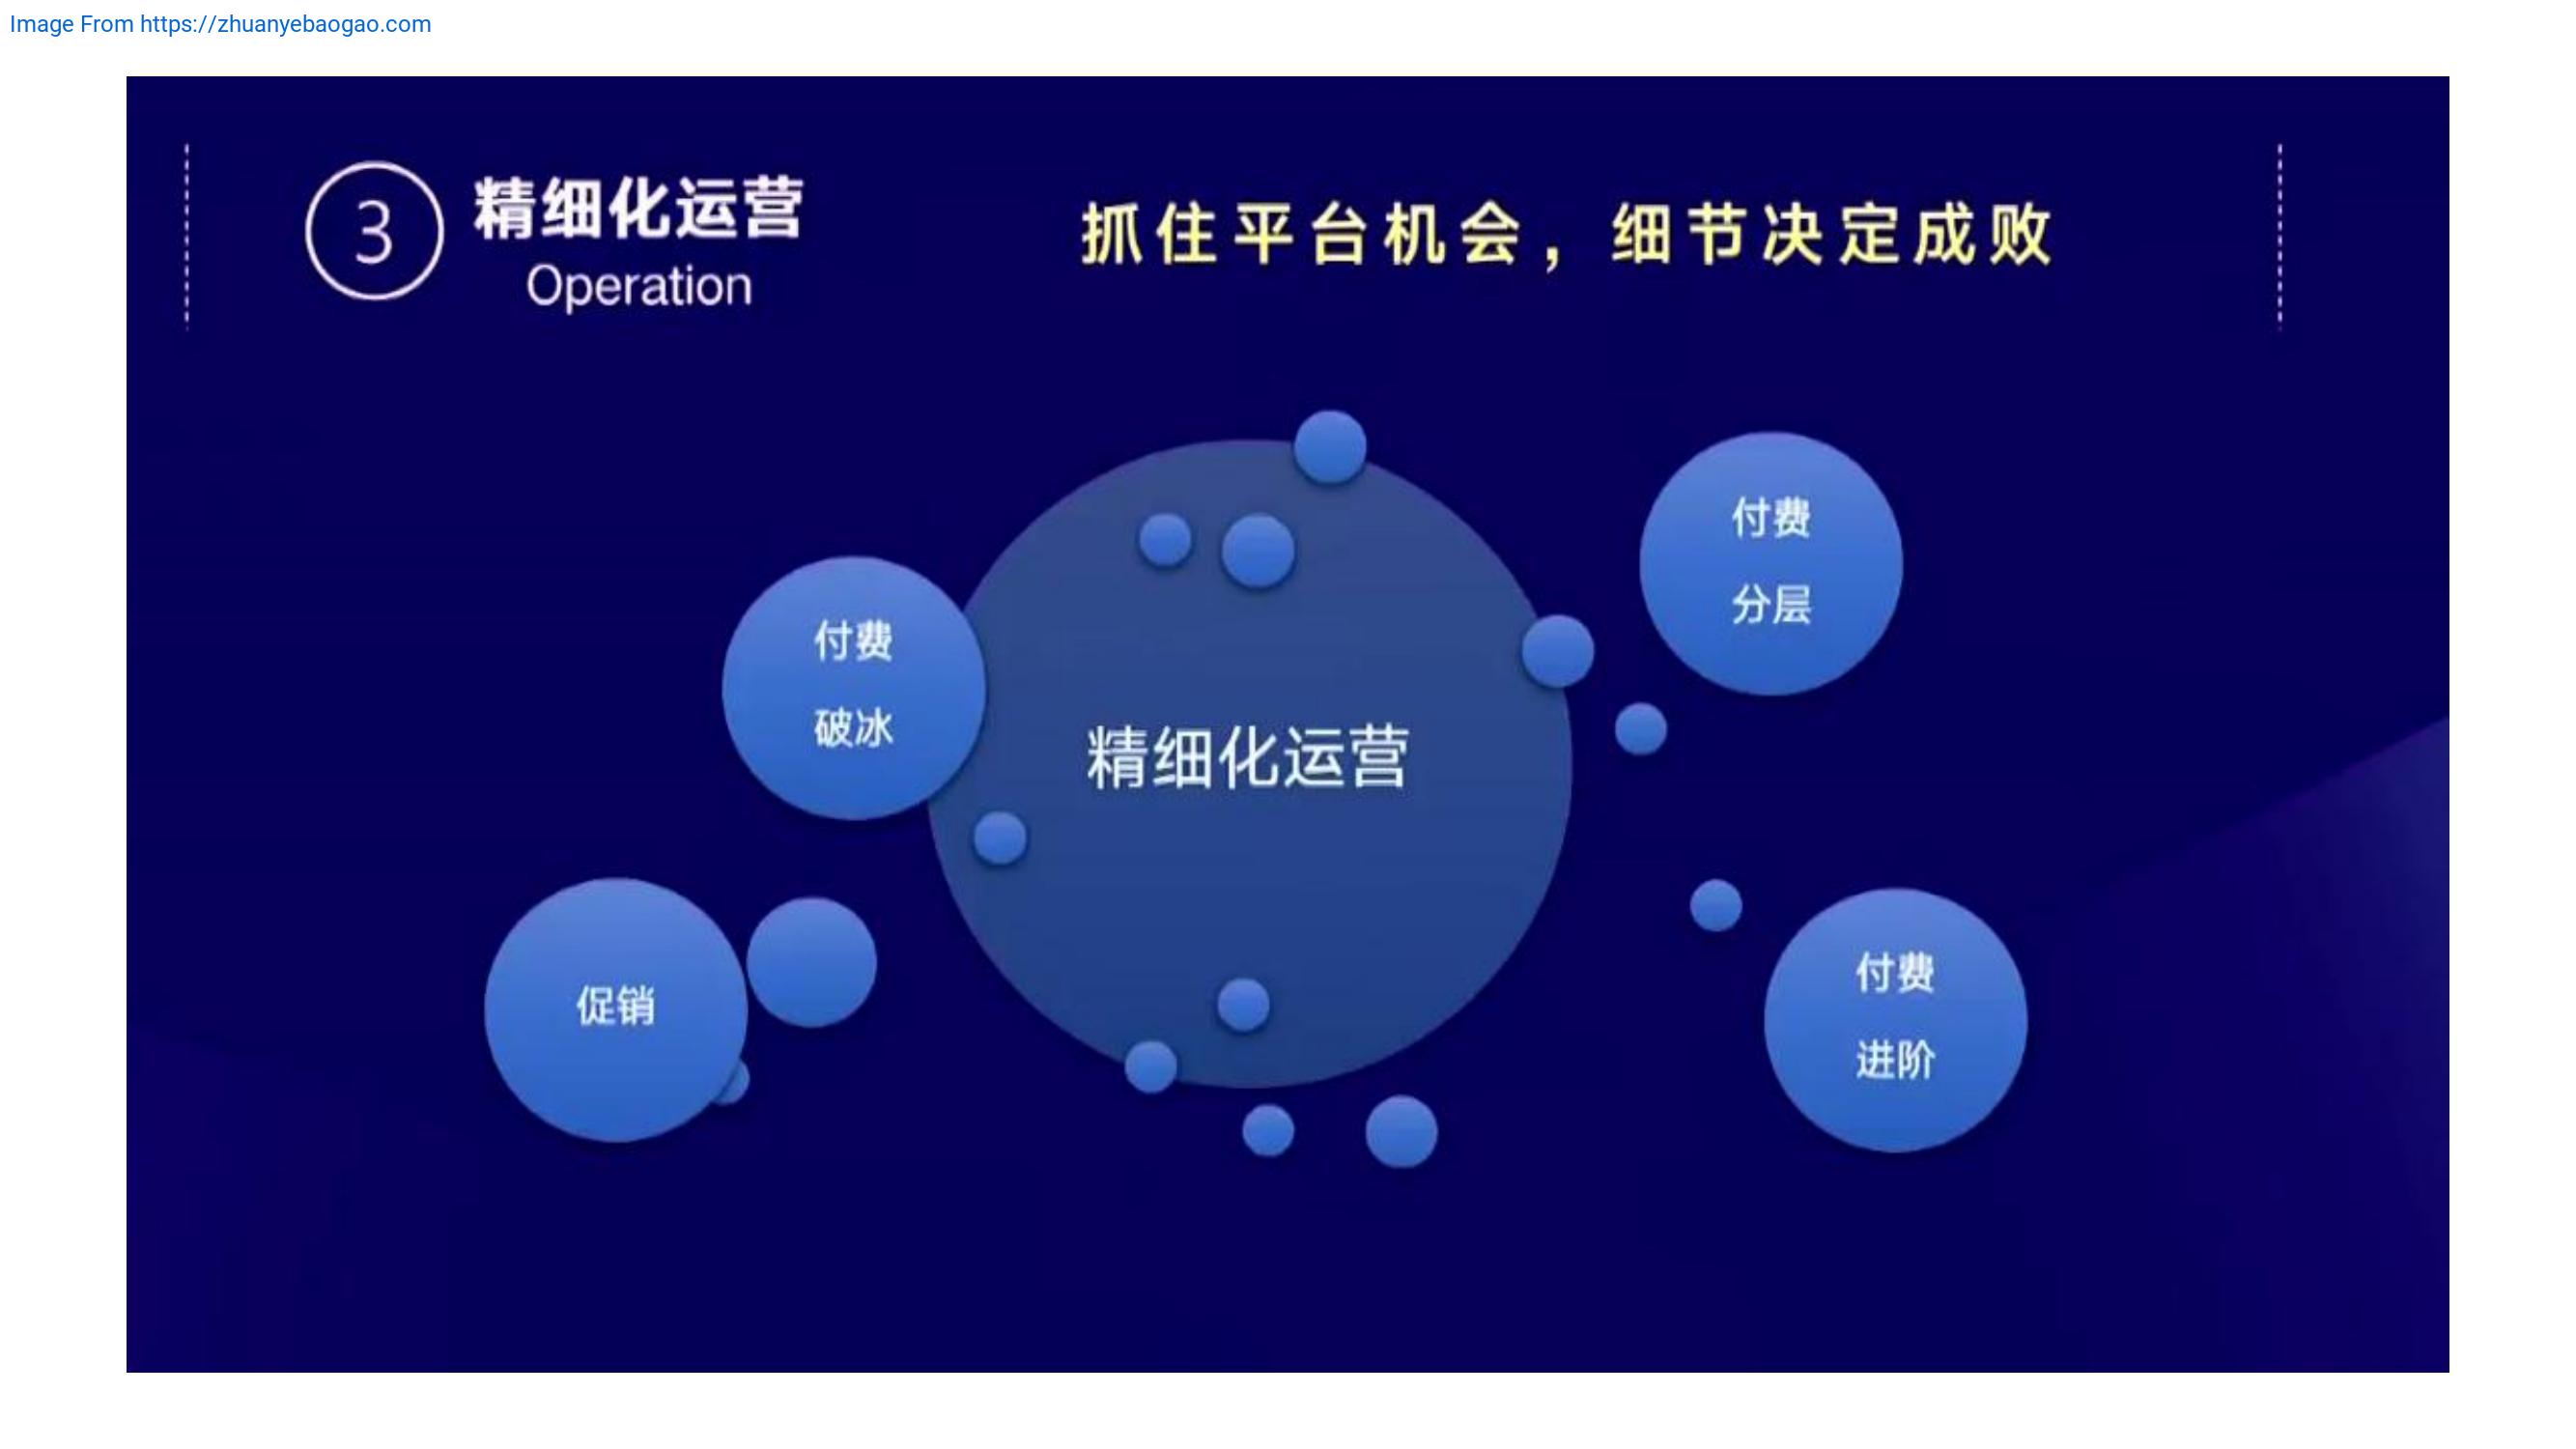 Image From https://zhuanyebaogao.com
3
精细化运营
Operation
抓住平台机会，细节决定成败
付费
分层
付费
破冰
精细化运营
促销
付费
进阶